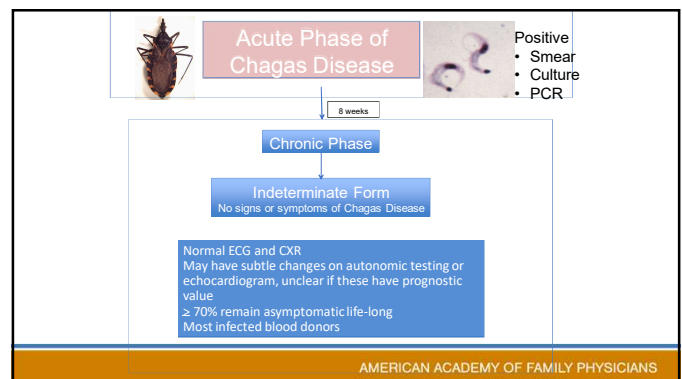 Acute Phase of
Chagas Disease
Positive
• Smear
• Culture
• PCR
8 weeks
Chronic Phase
Indeterminate Form
No signs or symptoms of Chagas Disease
Normal ECG and CXR
May have subtle changes on autonomic testing or
echocardiogram, unclear if these have prognostic
value
≥ 70% remain asymptomatic life-long
Most infected blood donors
AMERICAN ACADEMY OF FAMILY PHYSICIANS